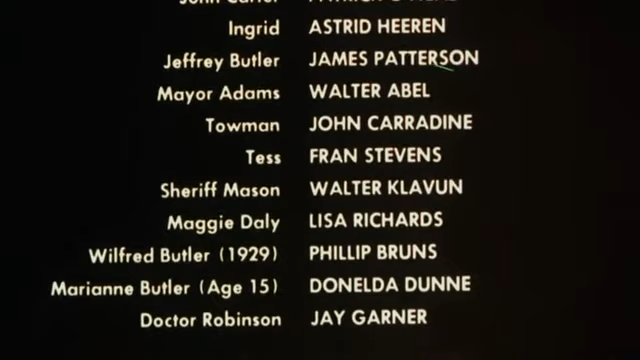 Ingrid ASTRID HEEREN
Jeffrey Butler JAMES PATTERSON
Mayor Adams WALTER ABEL
Towman JOHN CARRADINE
Tess FRAN STEVENS
Sheriff Mason WALTER KLAVUN
Maggie Daly LISA RICHARDS
Wilfred Butler (1929) PHILLIP BRUNS
Marianne Butler (Age 15) DONELDA DUNNE
Doctor Robinson JAY GARNER